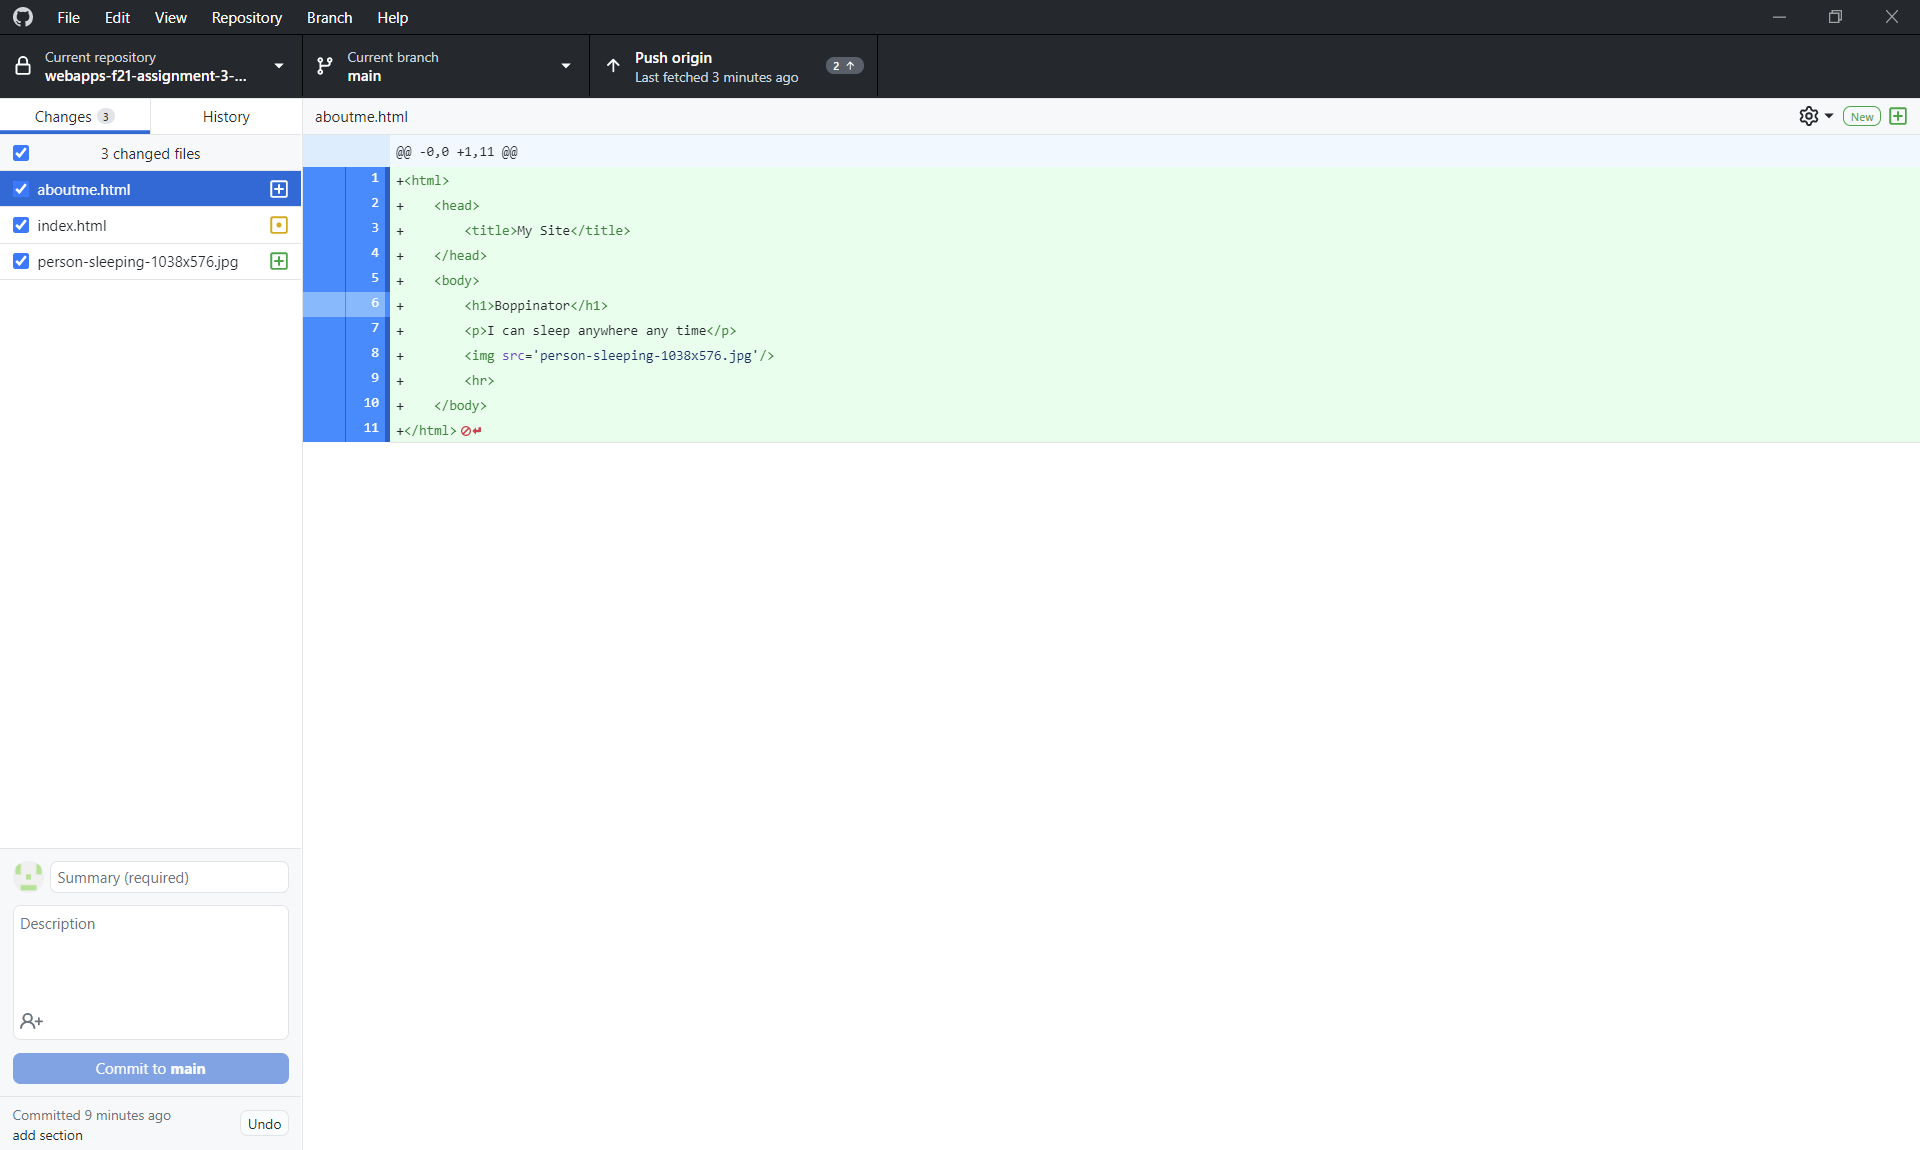 File Edit View Repository Branch Help
Current repository
webapps-f21-assignment-3-...
Current branch
main
Push origin
Last fetched 3 minutes ago
2
Changes 3
History
3 changed files
aboutme.html
index.html
person-sleeping-1038x576.jpg
aboutme.html
New
@@ -0,0 +1,11 @@
1 +<html>
2 +    <head>
3 +        <title>My Site</title>
4 +    </head>
5 +    <body>
6 +        <h1>Boppinator</h1>
7 +        <p>I can sleep anywhere any time</p>
8 +        <img src='person-sleeping-1038x576.jpg'/>
9 +        <hr>
10 +    </body>
11 +</html>
Summary (required)
Description
Commit to main
Committed 9 minutes ago
add section
Undo